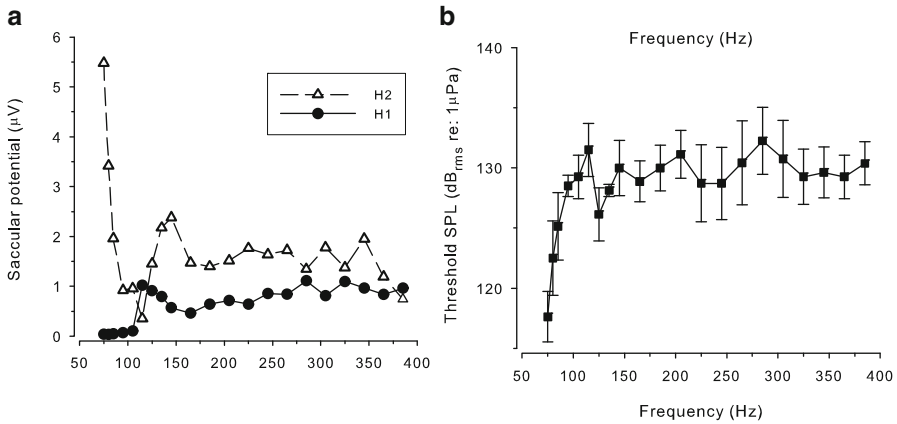 a
6
5
4
3
2
1
0
Saccular potential (μV)
H2
H1
50 100 150 200 250 300 350 400
b
Frequency (Hz)
140
130
120
Threshold SPL (dBrms re: 1μPa)
50 100 150 200 250 300 350 400
Frequency (Hz)